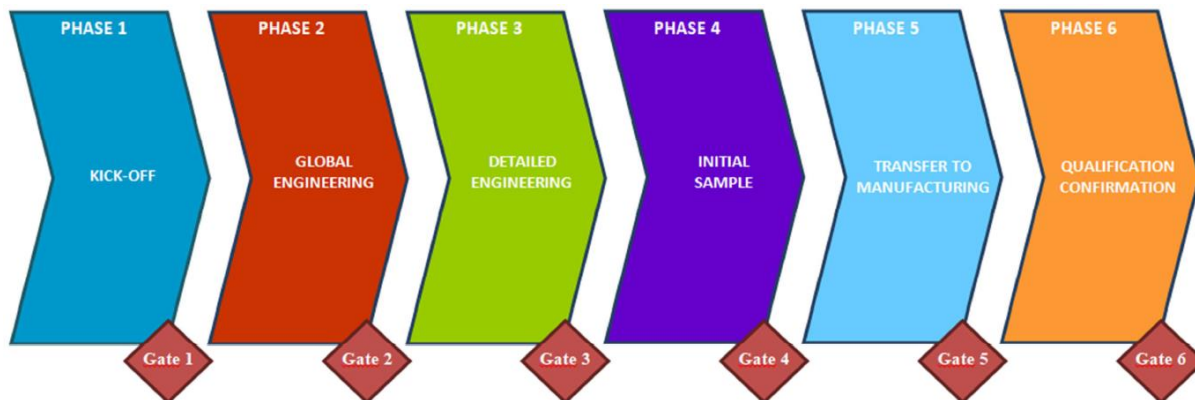 PHASE 1
PHASE 2
PHASE 3
PHASE 4
PHASE 5
PHASE 6
KICK-OFF
GLOBAL
ENGINEERING
DETAILED
ENGINEERING
INITIAL
SAMPLE
TRANSFER TO
MANUFACTURING
QUALIFICATION
CONFIRMATION
Gate 1
Gate 2
Gate 3
Gate 4
Gate 5
Gate 6